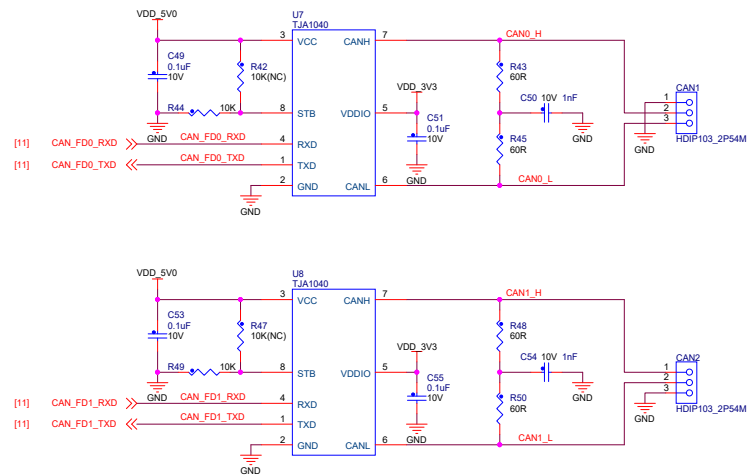 VDD_5V0
U7
TJA1040
3 VCC CANH 7 CAN0_H
C49
0.1uF
10V
R42
10K(NC)
R43
60R
VDD_3V3
C50 10V 1nF
CAN1
R44 10K 8 STB VDDIO 5
C51
0.1uF
10V
1
2
3
GND
GND
GND
HDIP103_2P54M
[11] CAN_FD0_RXD CAN_FD0_RXD 4 RXD
R45
60R
[11] CAN_FD0_TXD CAN_FD0_TXD 1 TXD
2 GND CANL 6 GND CAN0_L
GND
VDD_5V0
U8
TJA1040
3 VCC CANH 7 CAN1_H
C53
0.1uF
10V
R47
10K(NC)
R48
60R
VDD_3V3
C54 10V 1nF
CAN2
R49 10K 8 STB VDDIO 5
C55
0.1uF
10V
1
2
3
GND
GND
GND
HDIP103_2P54M
[11] CAN_FD1_RXD CAN_FD1_RXD 4 RXD
R50
60R
[11] CAN_FD1_TXD CAN_FD1_TXD 1 TXD
2 GND CANL 6 GND CAN1_L
GND